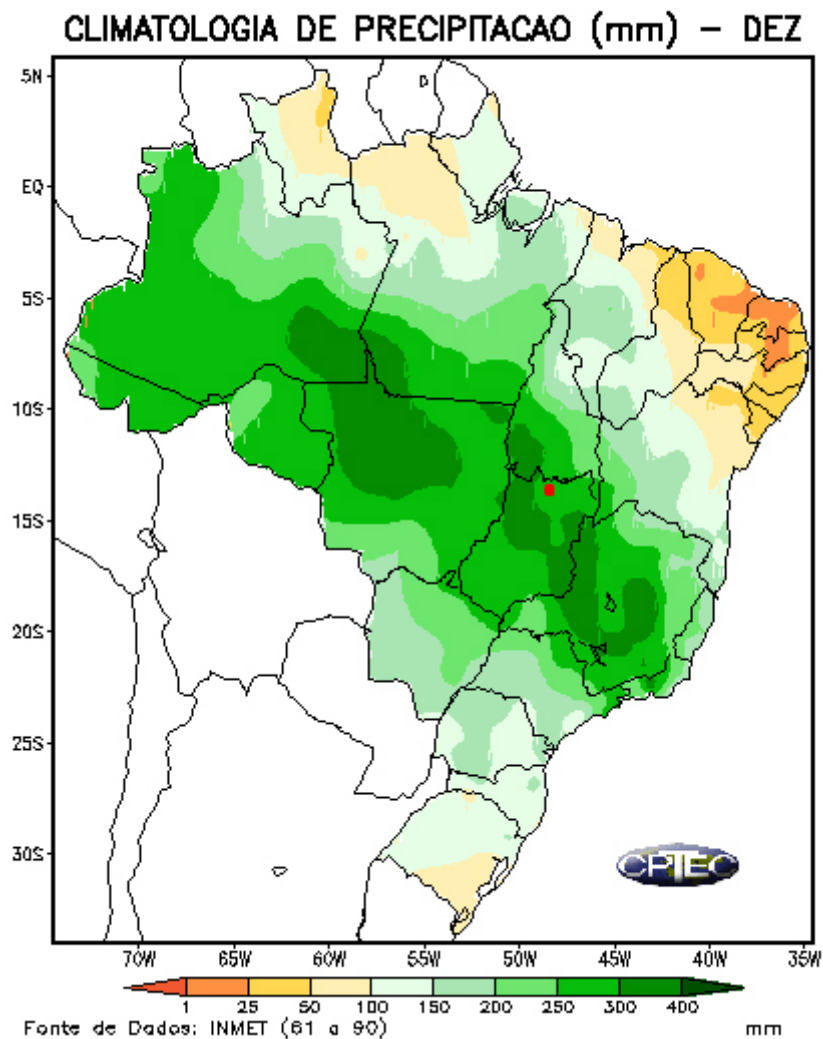 CLIMATOLOGIA DE PRECIPITACAO (mm) – DEZ
5N
EQ
5S
10S
15S
20S
25S
30S
CPTEC
70W 65W 60W 55W 50W 45W 40W 35W
1 25 50 100 150 200 250 300 400
Fonte de Dados: INMET (61 a 90) mm